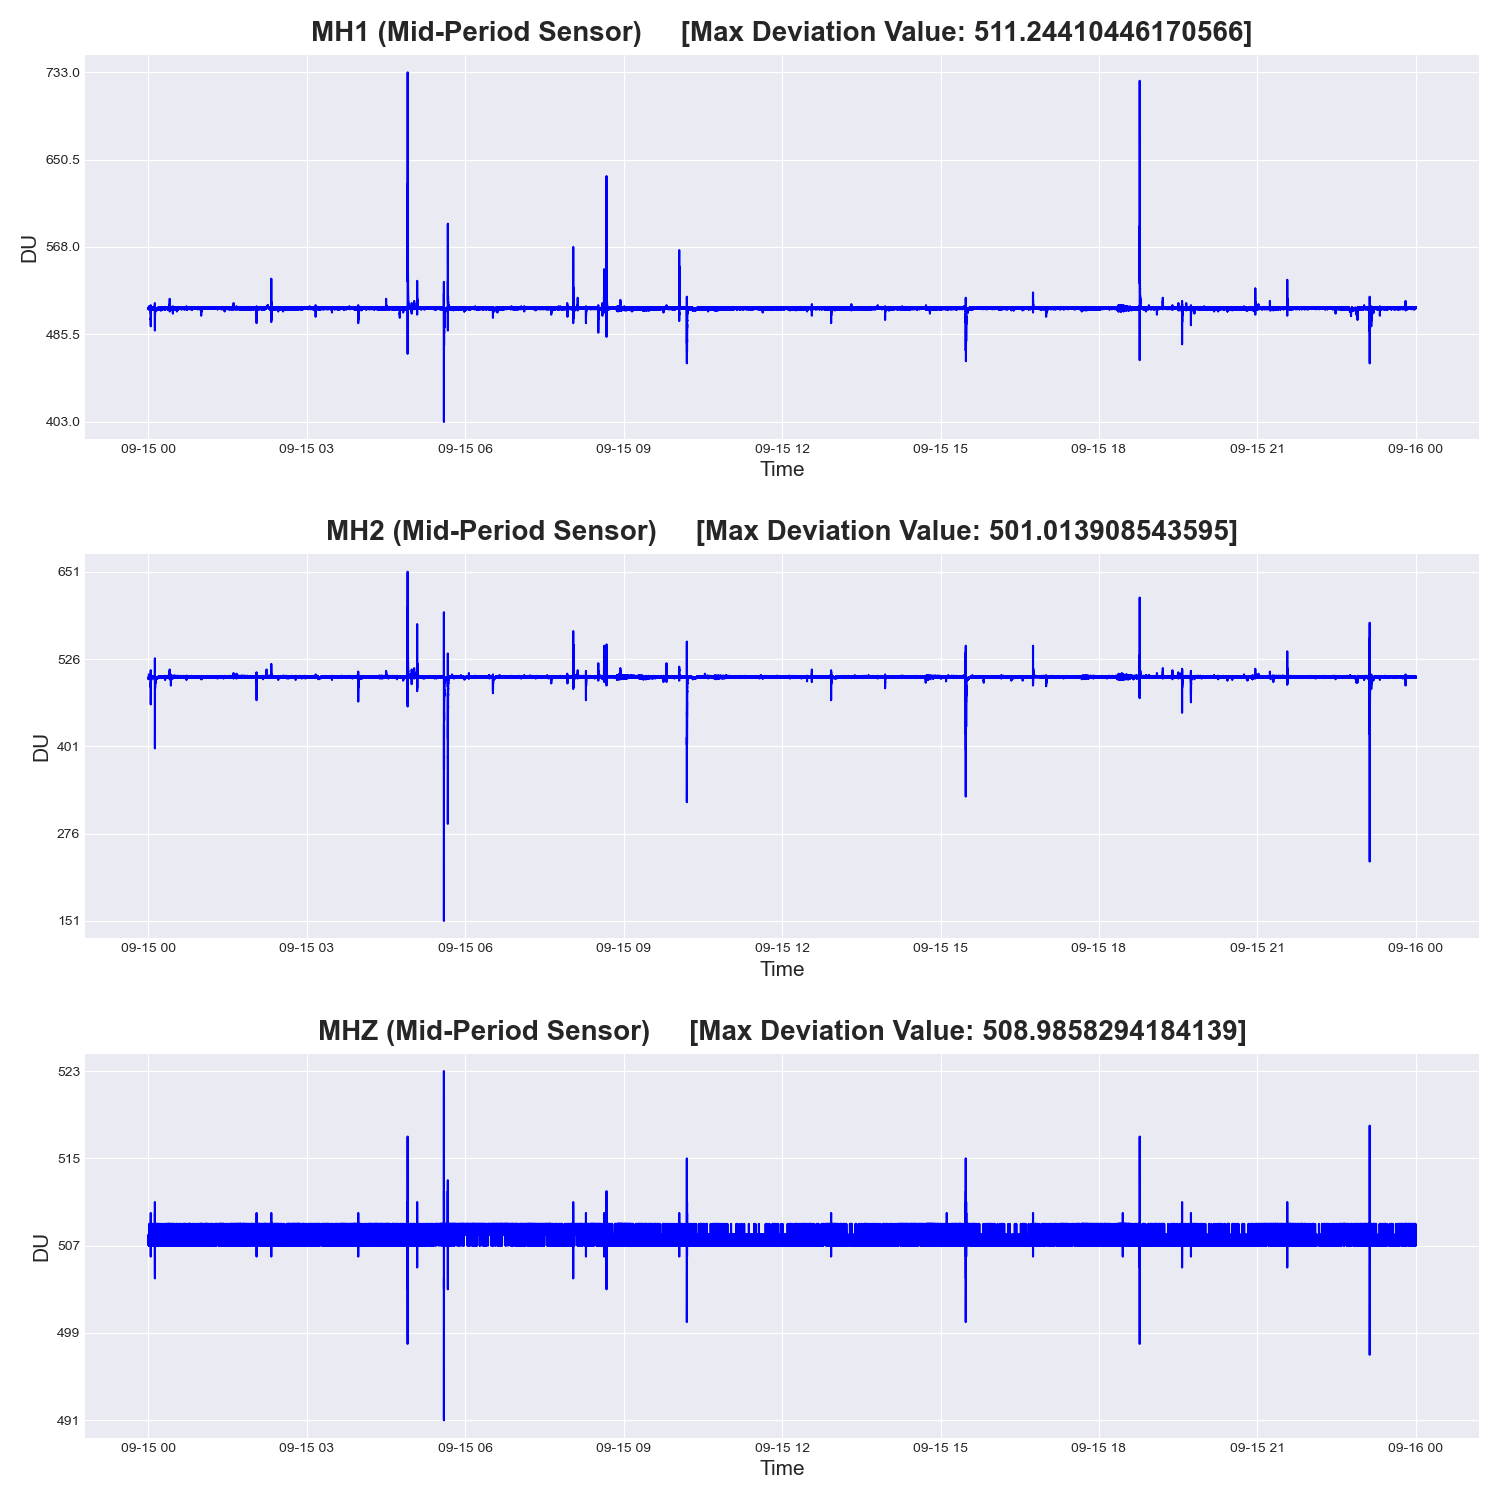 MH1 (Mid-Period Sensor) [Max Deviation Value: 511.24410446170566]
733.0
650.5
568.0
485.5
403.0
DU
09-15 00 09-15 03 09-15 06 09-15 09 09-15 12 09-15 15 09-15 18 09-15 21 09-16 00
Time
MH2 (Mid-Period Sensor) [Max Deviation Value: 501.013908543595]
651
526
401
276
151
DU
09-15 00 09-15 03 09-15 06 09-15 09 09-15 12 09-15 15 09-15 18 09-15 21 09-16 00
Time
MHZ (Mid-Period Sensor) [Max Deviation Value: 508.9858294184139]
523
515
507
499
491
DU
09-15 00 09-15 03 09-15 06 09-15 09 09-15 12 09-15 15 09-15 18 09-15 21 09-16 00
Time